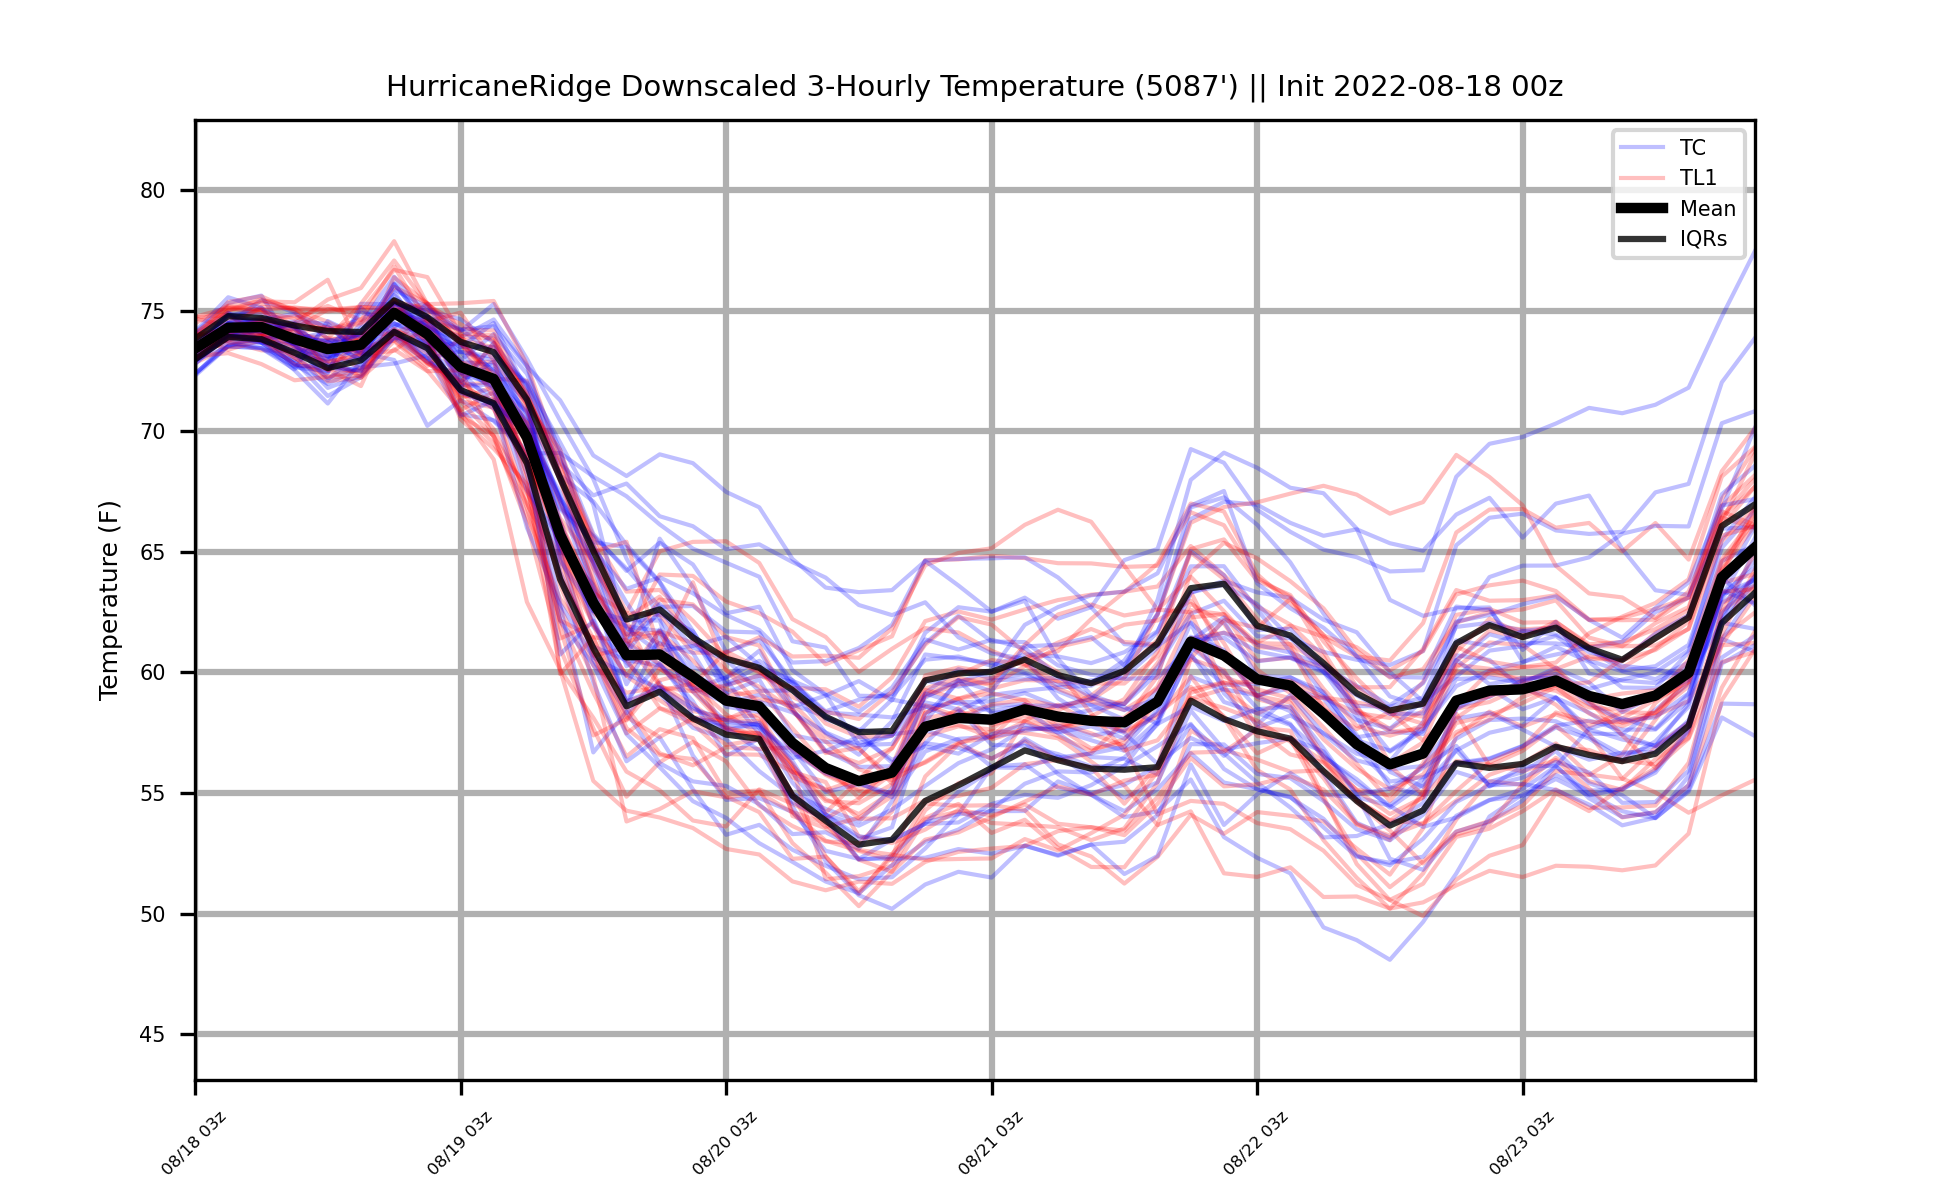 HurricaneRidge Downscaled 3-Hourly Temperature (5087') || Init 2022-08-18 00z
TC
TL1
Mean
IQRs
Temperature (F)
80
75
70
65
60
55
50
45
08/18 03z
08/19 03z
08/20 03z
08/21 03z
08/22 03z
08/23 03z